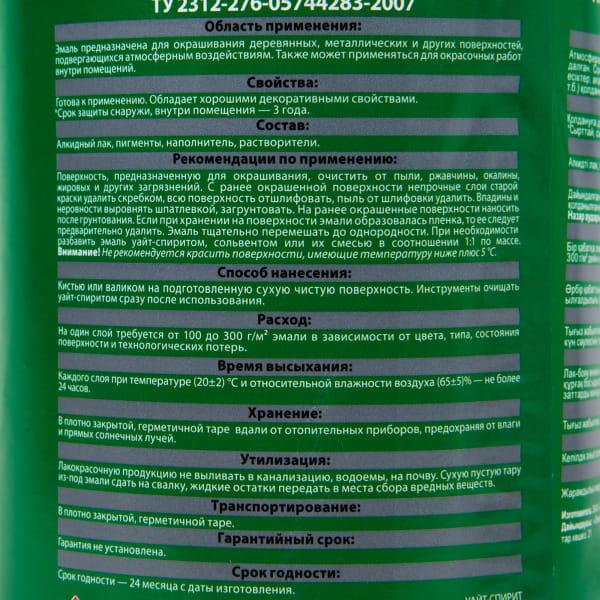 ТУ 2312-276-05744283-2007
Область применения:
Эмаль предназначена для окрашивания деревянных, металлических и других поверхностей,
подвергающихся атмосферным воздействиям. Также может применяться для окрасочных работ
внутри помещений.
Свойства:
Готова к применению. Обладает хорошими декоративными свойствами.
*Срок защиты снаружи, внутри помещения — 3 года.
Состав:
Алкидный лак, пигменты, наполнитель, растворители.
Рекомендации по применению:
Поверхность, предназначенную для окрашивания, очистить от пыли, ржавчины, окалины,
жировых и других загрязнений. С ранее окрашенной поверхности непрочные слои старой
краски удалить скребком, всю поверхность отшлифовать, пыль от шлифовки удалить. Впадины и
неровности выровнять шпатлевкой, загрунтовать. На ранее окрашенные поверхности наносить
послегрунтования. Если при хранении на поверхности эмали образовалась пленка, то ее следует
предварительно удалить. Эмаль тщательно перемешать до однородности. При необходимости
разбавить эмаль уайт-спиритом, сольвентом или их смесью в соотношении 1:1 по массе.
Внимание! Не рекомендуется красить поверхности, имеющие температуру ниже плюс 5 °С.
Способ нанесения:
Кистью или валиком на подготовленную сухую чистую поверхность. Инструменты очищать
уайт-спиритом сразу после использования.
Расход:
На один слой требуется от 100 до 300 г/м² эмали в зависимости от цвета, типа, состояния
поверхности и технологических потерь.
Время высыхания:
Каждого слоя при температуре (20±2) °С и относительной влажности воздуха (65±5)% — не более
24 часов.
Хранение:
В плотно закрытой, герметичной таре вдали от отопительных приборов, предохраняя от влаги
и прямых солнечных лучей.
Утилизация:
Лакокрасочную продукцию не выливать в канализацию, водоемы, на почву. Сухую пустую тару
из-под эмали сдать на свалку, жидкие остатки передать в места сбора вредных веществ.
Транспортирование:
В плотно закрытой, герметичной таре.
Гарантийный срок:
Гарантия не установлена.
Срок годности:
Срок годности — 24 месяца с даты изготовления.
УАЙТ-СПИРИТ